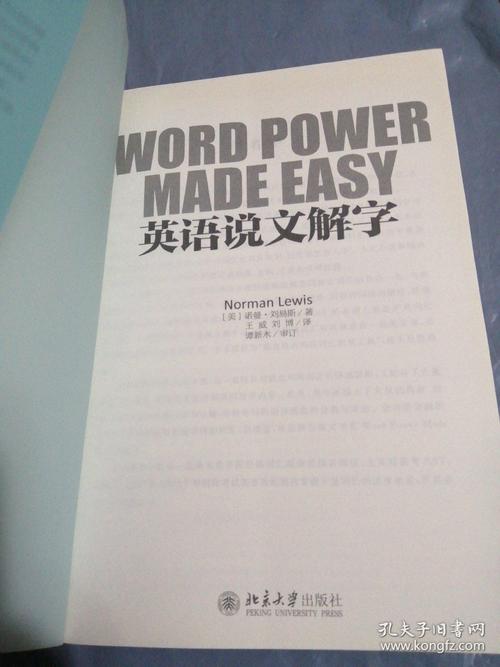 WORD POWER
MADE EASY
英语说文解字
Norman Lewis
[美]诺曼·刘易斯／著
王威 刘博／译
谭新木／审订
北京大学出版社
PEKING UNIVERSITY PRESS
孔夫子旧书网
www.kongfz.com